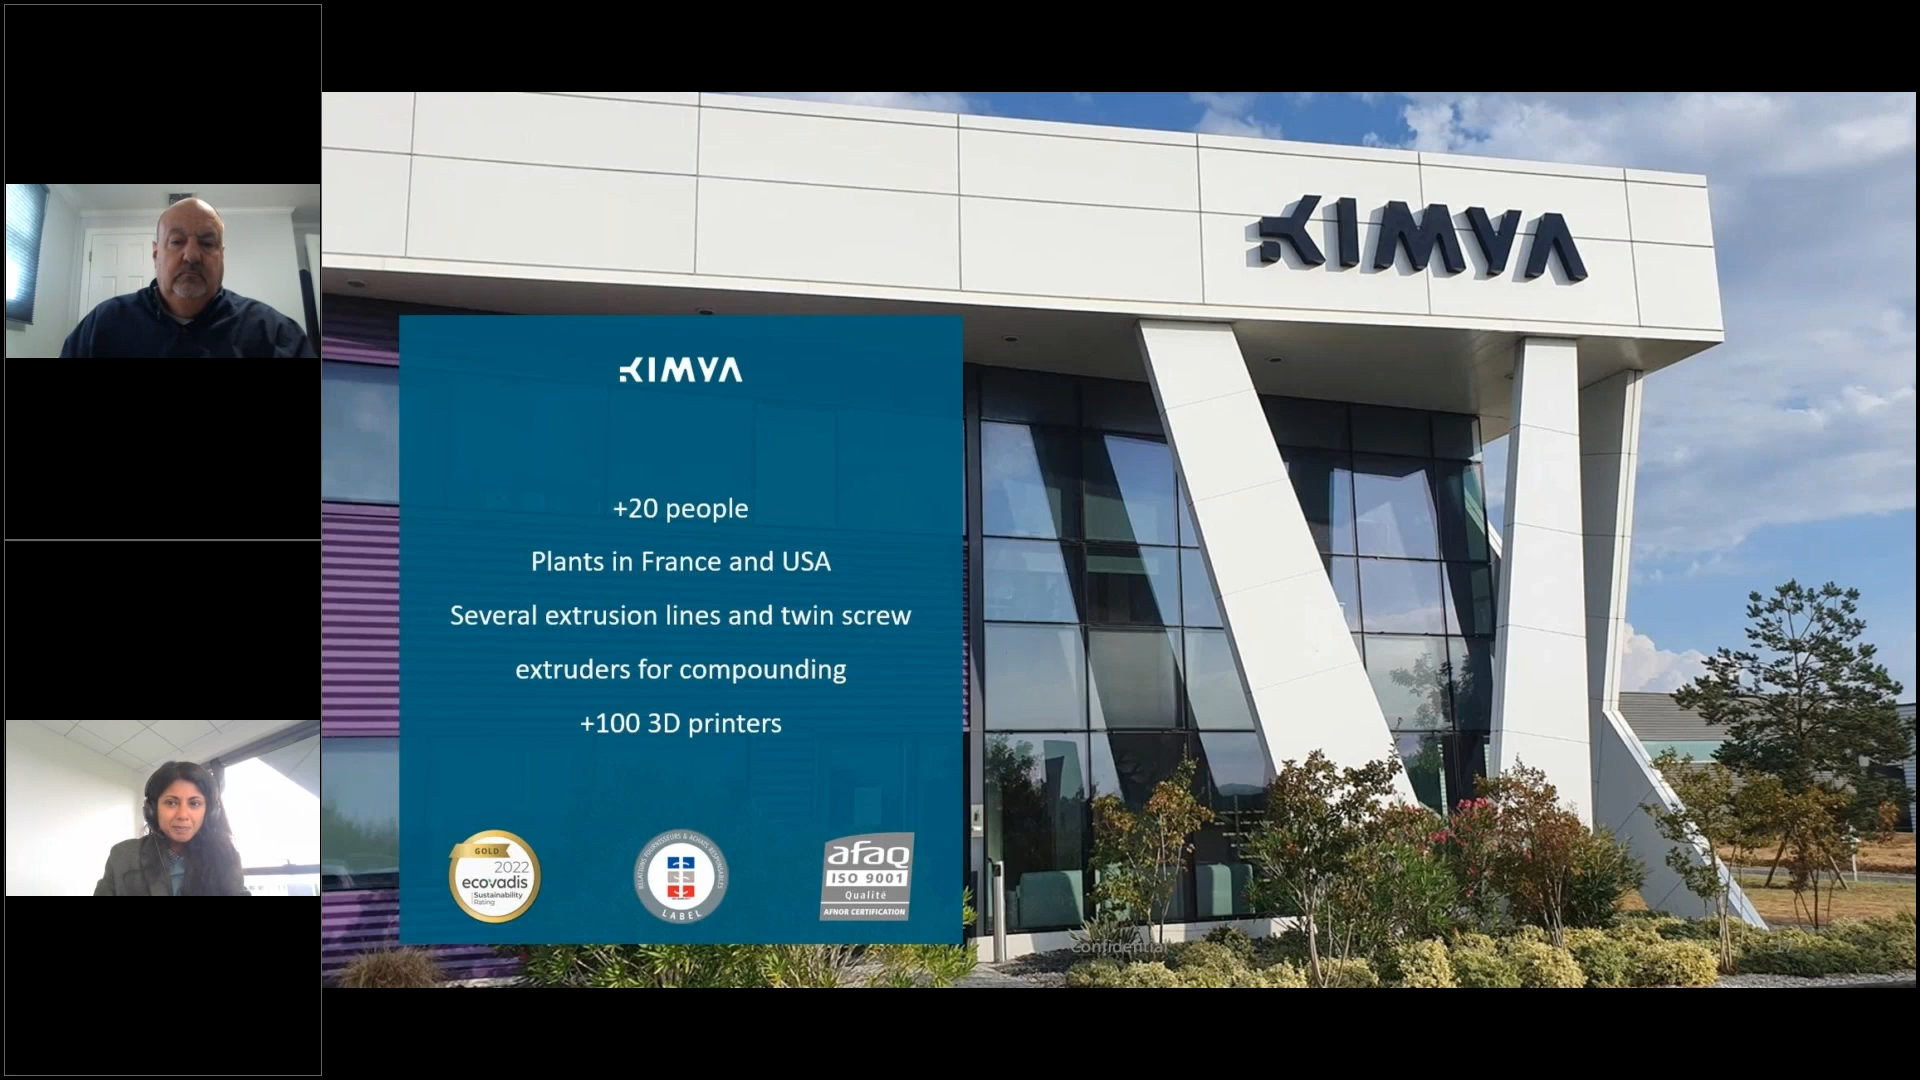 KIMYA
KIMYA
+20 people
Plants in France and USA
Several extrusion lines and twin screw
extruders for compounding
+100 3D printers
GOLD
2022
ecovadis
Sustainability
Rating
RELATIONS FOURNISSEURS & ACHATS RESPONSABLES
LABEL
afaq
ISO 9001
Qualité
AFNOR CERTIFICATION
Confidential
17